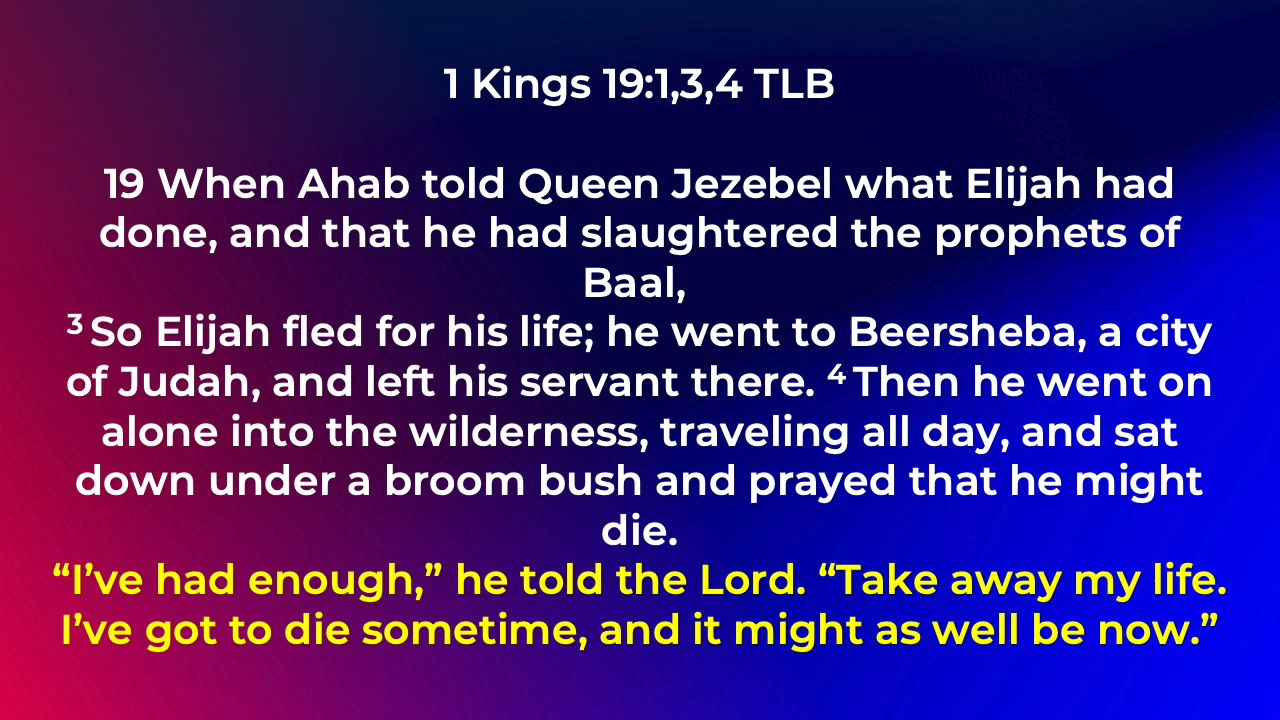 1 Kings 19:1,3,4 TLB
19 When Ahab told Queen Jezebel what Elijah had
done, and that he had slaughtered the prophets of
Baal,
³ So Elijah fled for his life; he went to Beersheba, a city
of Judah, and left his servant there. ⁴ Then he went on
alone into the wilderness, traveling all day, and sat
down under a broom bush and prayed that he might
die.
“I’ve had enough,” he told the Lord. “Take away my life.
I’ve got to die sometime, and it might as well be now.”